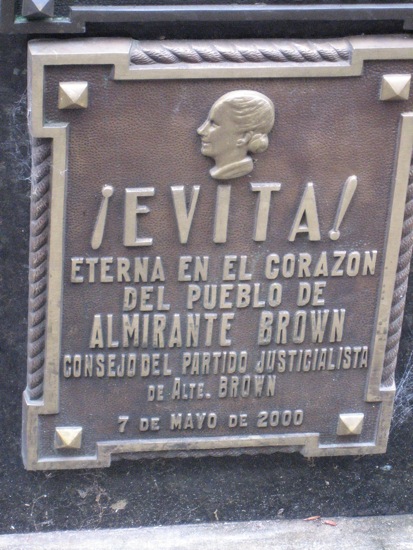 ¡EVITA!
ETERNA EN EL CORAZON
DEL PUEBLO DE
ALMIRANTE BROWN
CONSEJO DEL PARTIDO JUSTICIALISTA
DE ALTE. BROWN
7 DE MAYO DE 2000